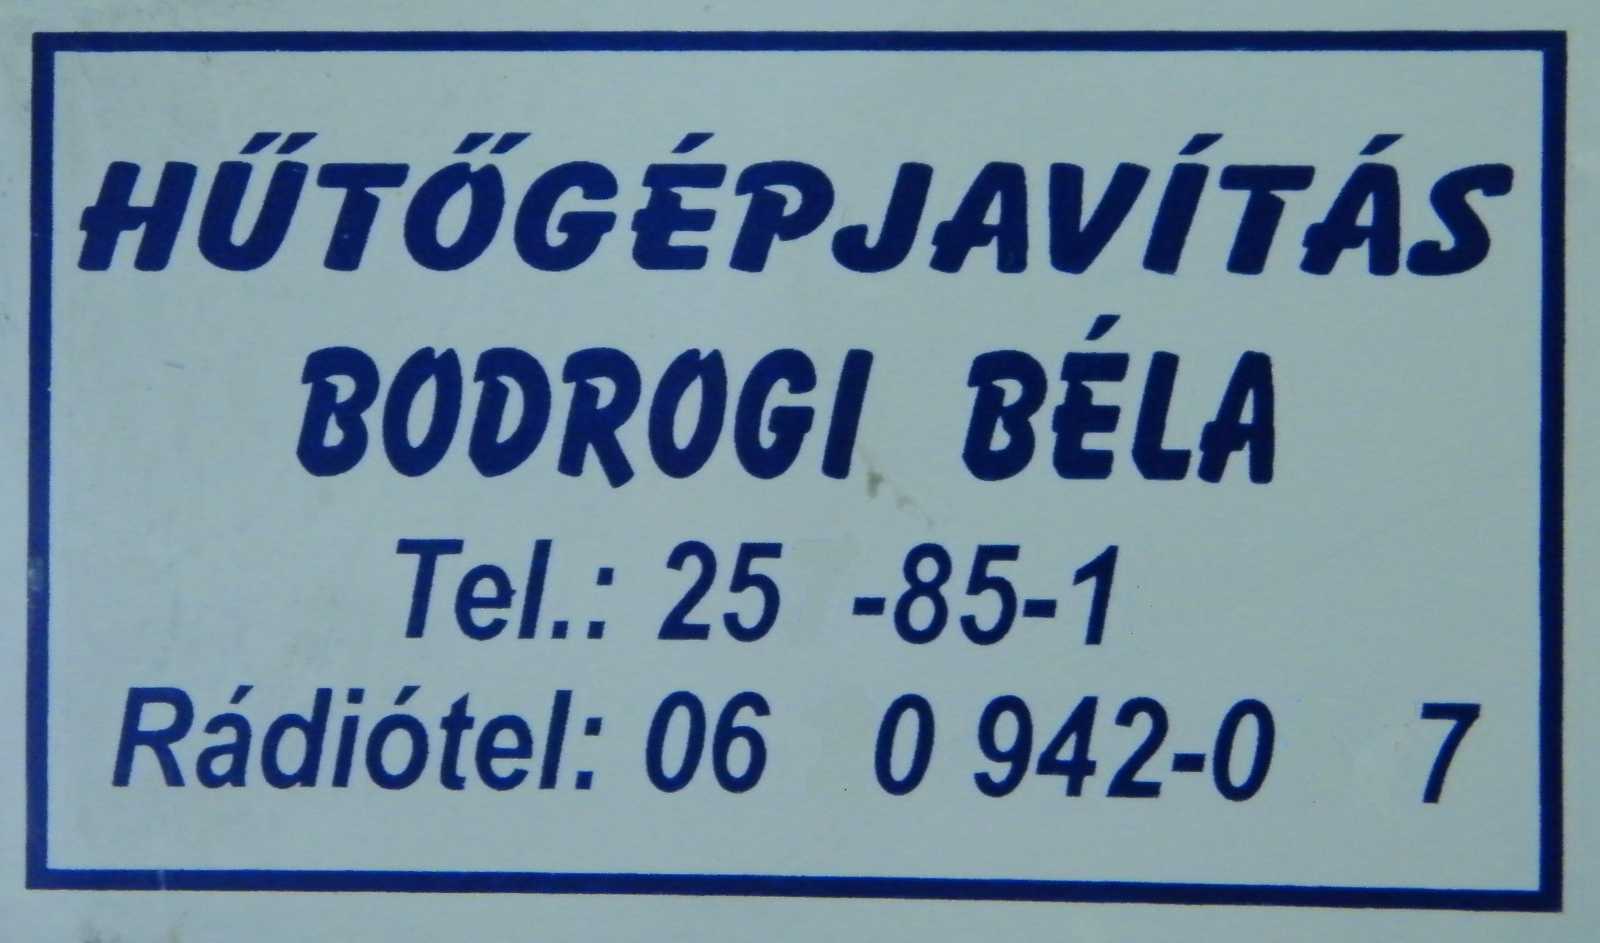 HŰTŐGÉPJAVÍTÁS
BODROGI BÉLA
Tel.: 25 -85-1
Rádiótel: 06 0 942-0 7